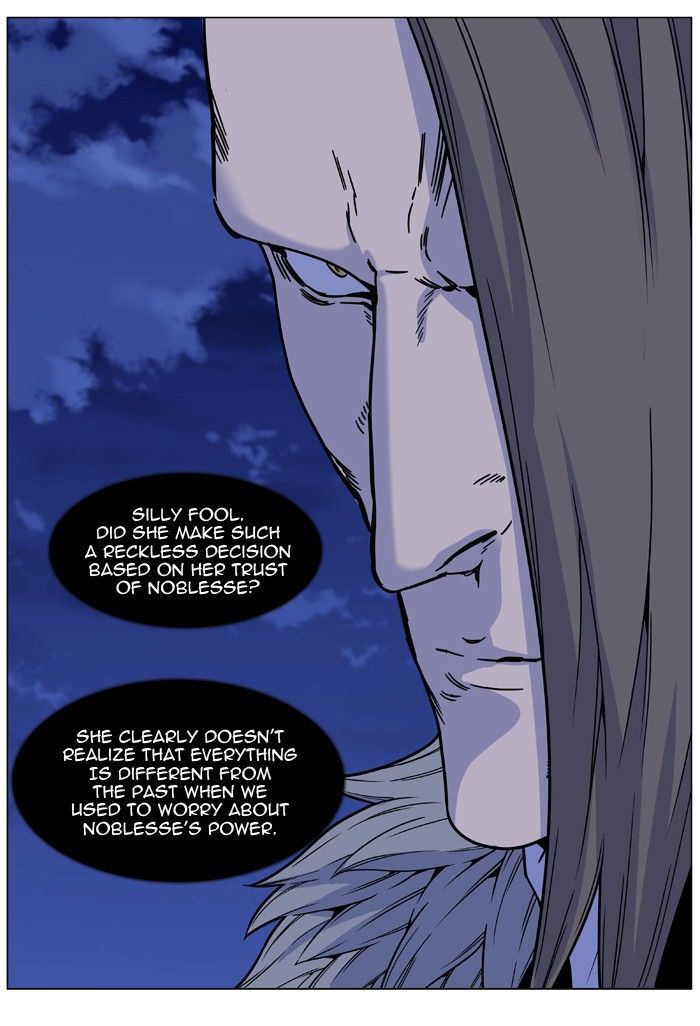 SILLY FOOL.
DID SHE MAKE SUCH
A RECKLESS DECISION
BASED ON HER TRUST
OF NOBLESSE?
SHE CLEARLY DOESN'T
REALIZE THAT EVERYTHING
IS DIFFERENT FROM
THE PAST WHEN WE
USED TO WORRY ABOUT
NOBLESSE'S POWER.